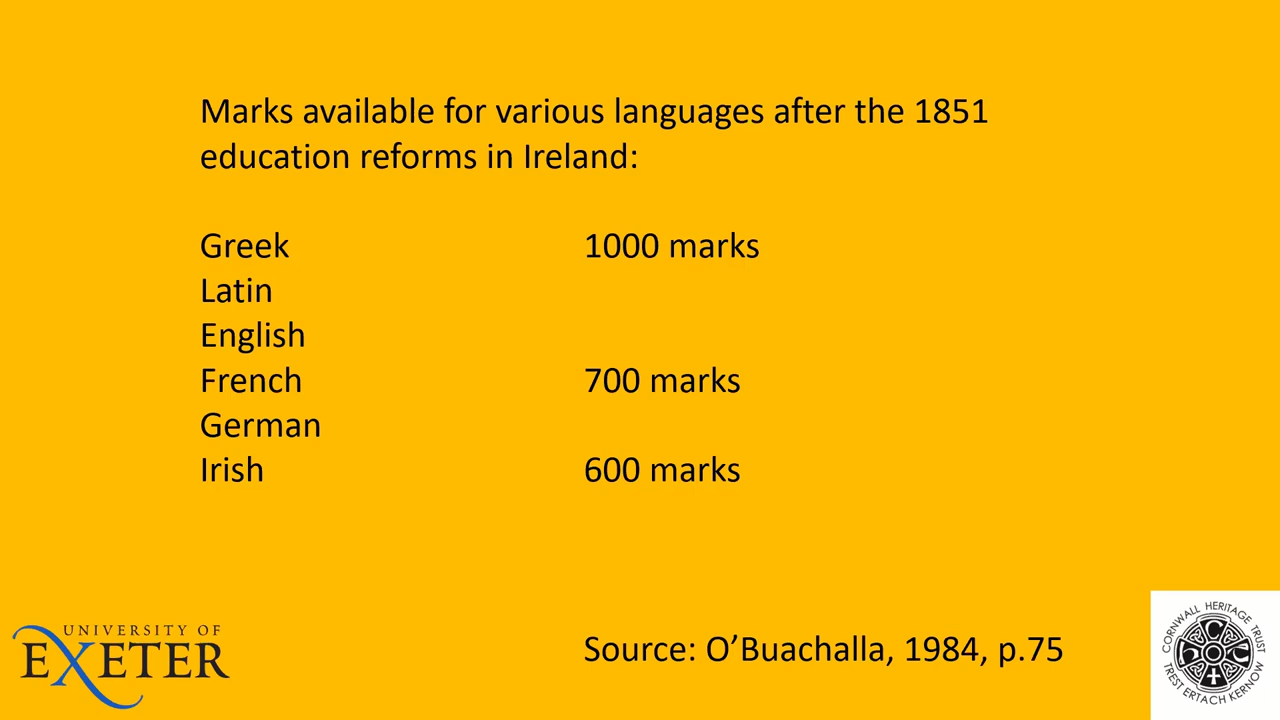 Marks available for various languages after the 1851
education reforms in Ireland:
Greek 1000 marks
Latin
English
French 700 marks
German
Irish 600 marks
Source: O’Buachalla, 1984, p.75
UNIVERSITY OF
EXETER
CORNWALL HERITAGE TRUST
TREST ERTACH KERNOW